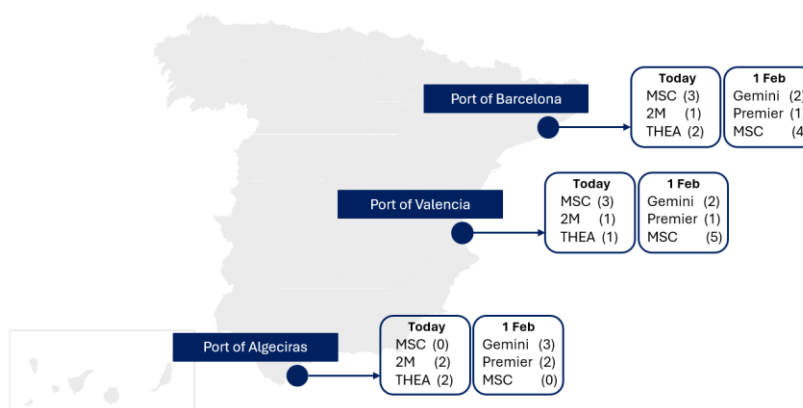 Port of Barcelona
Today
MSC (3)
2M (1)
THEA (2)
1 Feb
Gemini (2)
Premier (1)
MSC (4
Port of Valencia
Today
MSC (3)
2M (1)
THEA (1)
1 Feb
Gemini (2)
Premier (1)
MSC (5)
Port of Algeciras
Today
MSC (0)
2M (2)
THEA (2)
1 Feb
Gemini (3)
Premier (2)
MSC (0)